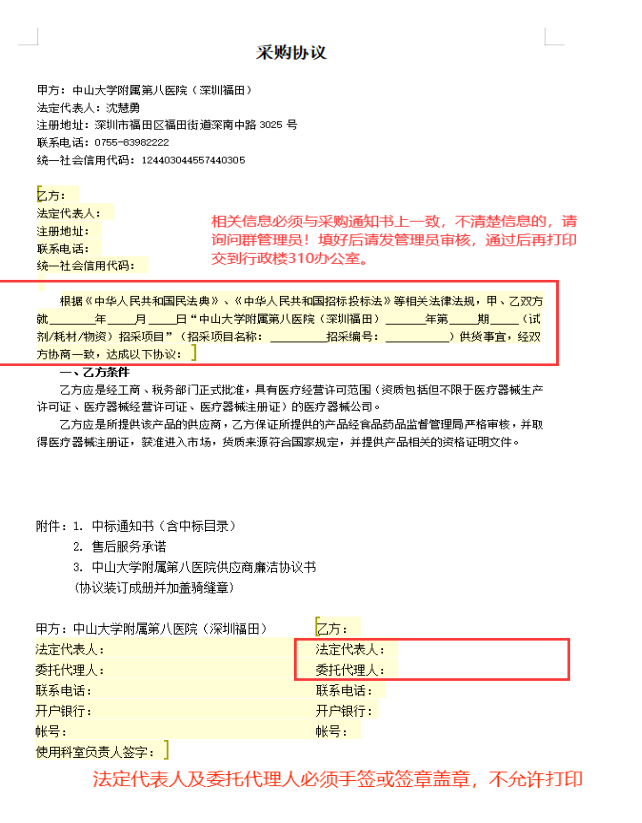 采购协议
甲方：中山大学附属第八医院（深圳福田）
法定代表人：沈慧勇
注册地址：深圳市福田区福田街道深南中路 3025 号
联系电话：0755-83982222
统一社会信用代码：124403044557440305
乙方：
法定代表人：
注册地址：
联系电话：
统一社会信用代码：
相关信息必须与采购通知书上一致，不清楚信息的，请
询问群管理员！填好后请发管理员审核，通过后再打印
交到行政楼310办公室。
根据《中华人民共和国民法典》、《中华人民共和国招标投标法》等相关法律法规，甲、乙双方
就______年____月____日“中山大学附属第八医院（深圳福田）______年第____期____（试
剂/耗材/物资）招采项目”（招采项目名称：________招采编号：__________）供货事宜，经双
方协商一致，达成以下协议：
一、乙方条件
乙方应是经工商、税务部门正式批准，具有医疗经营许可范围（资质包括但不限于医疗器械生产
许可证、医疗器械经营许可证、医疗器械注册证）的医疗器械公司。
乙方应是所提供该产品的供应商，乙方保证所提供的产品经食品药品监督管理局严格审核，并取
得医疗器械注册证，获准进入市场，货质来源符合国家规定，并提供产品相关的资格证明文件。
附件：1. 中标通知书（含中标目录）
2. 售后服务承诺
3. 中山大学附属第八医院供应商廉洁协议书
（协议装订成册并加盖骑缝章）
甲方：中山大学附属第八医院（深圳福田） 乙方：
法定代表人： 法定代表人：
委托代理人： 委托代理人：
联系电话： 联系电话：
开户银行： 开户银行：
帐号： 帐号：
使用科室负责人签字：
法定代表人及委托代理人必须手签或签章盖章，不允许打印